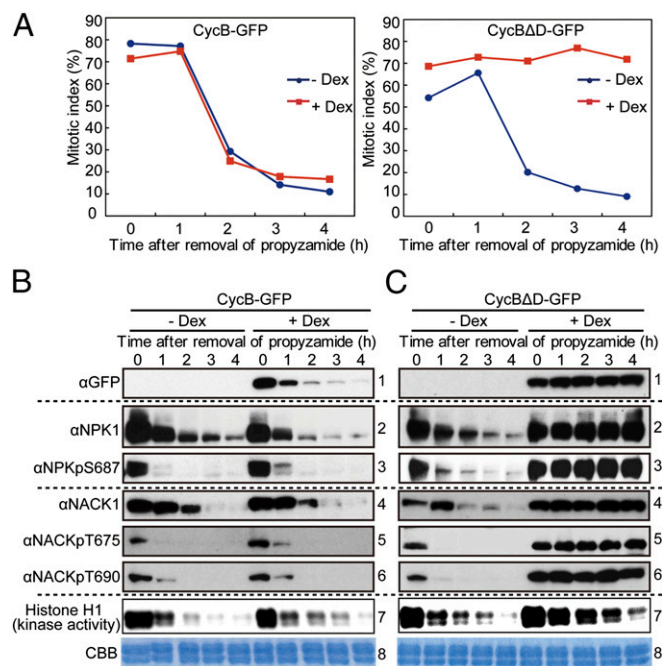 A
CycB-GFP
Mitotic index (%)
90
80
70
60
50
40
30
20
10
0
- Dex
+ Dex
0 1 2 3 4
Time after removal of propyzamide (h)
CycBΔD-GFP
Mitotic index (%)
90
80
70
60
50
40
30
20
10
0
- Dex
+ Dex
0 1 2 3 4
Time after removal of propyzamide (h)
B
CycB-GFP
- Dex + Dex
Time after removal of propyzamide (h)
0 1 2 3 4 0 1 2 3 4
αGFP 1
αNPK1 2
αNPKpS687 3
αNACK1 4
αNACKpT675 5
αNACKpT690 6
Histone H1 (kinase activity) 7
CBB 8
C
CycBΔD-GFP
- Dex + Dex
Time after removal of propyzamide (h)
0 1 2 3 4 0 1 2 3 4
1
2
3
4
5
6
7
8